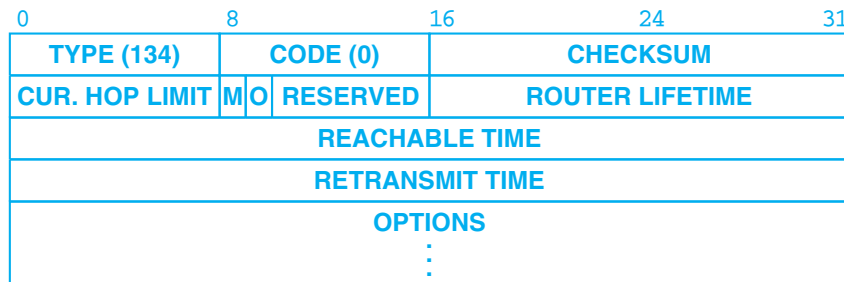 0 8 16 24 31
TYPE (134) CODE (0) CHECKSUM
CUR. HOP LIMIT M O RESERVED ROUTER LIFETIME
REACHABLE TIME
RETRANSMIT TIME
OPTIONS